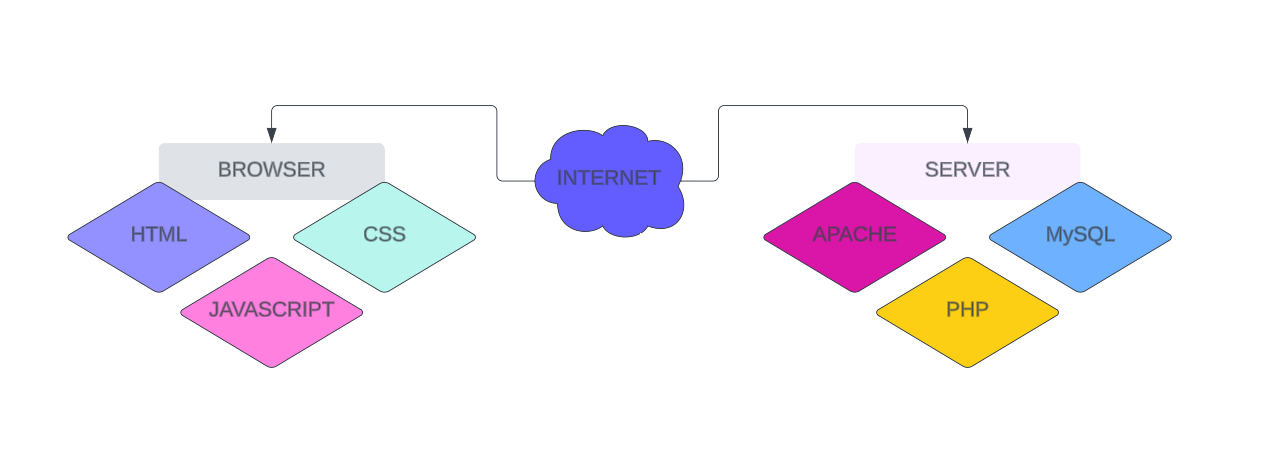 BROWSER
HTML
CSS
JAVASCRIPT
INTERNET
SERVER
APACHE
MySQL
PHP